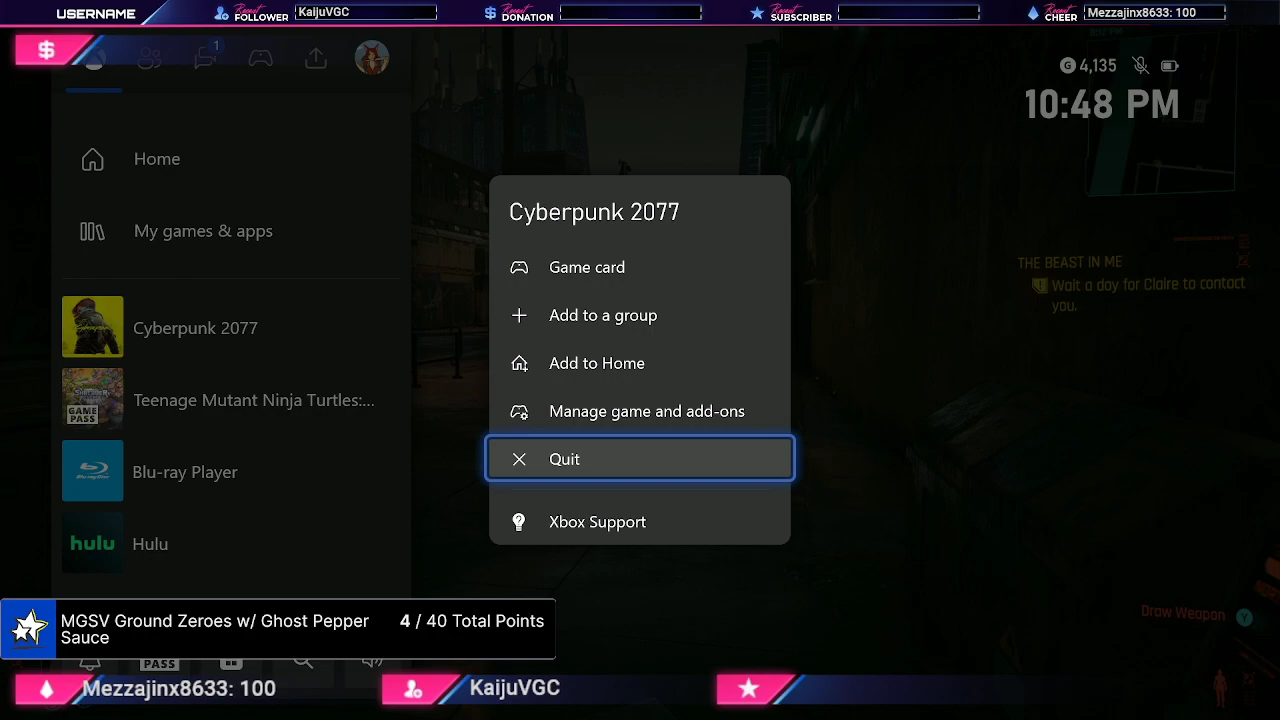 USERNAME
Recent FOLLOWER KaijuVGC
Recent DONATION
Recent SUBSCRIBER
Recent CHEER Mezzajinx8633: 100
$
1
G 4,135
10:48 PM
Home
My games & apps
Cyberpunk 2077
Teenage Mutant Ninja Turtles:...
GAME PASS
Blu-ray Player
hulu Hulu
Cyberpunk 2077
Game card
Add to a group
Add to Home
Manage game and add-ons
Quit
Xbox Support
THE BEAST IN ME
Wait a day for Claire to contact
you.
Draw Weapon Y
MGSV Ground Zeroes w/ Ghost Pepper
Sauce
4 / 40 Total Points
PASS
Mezzajinx8633: 100
KaijuVGC